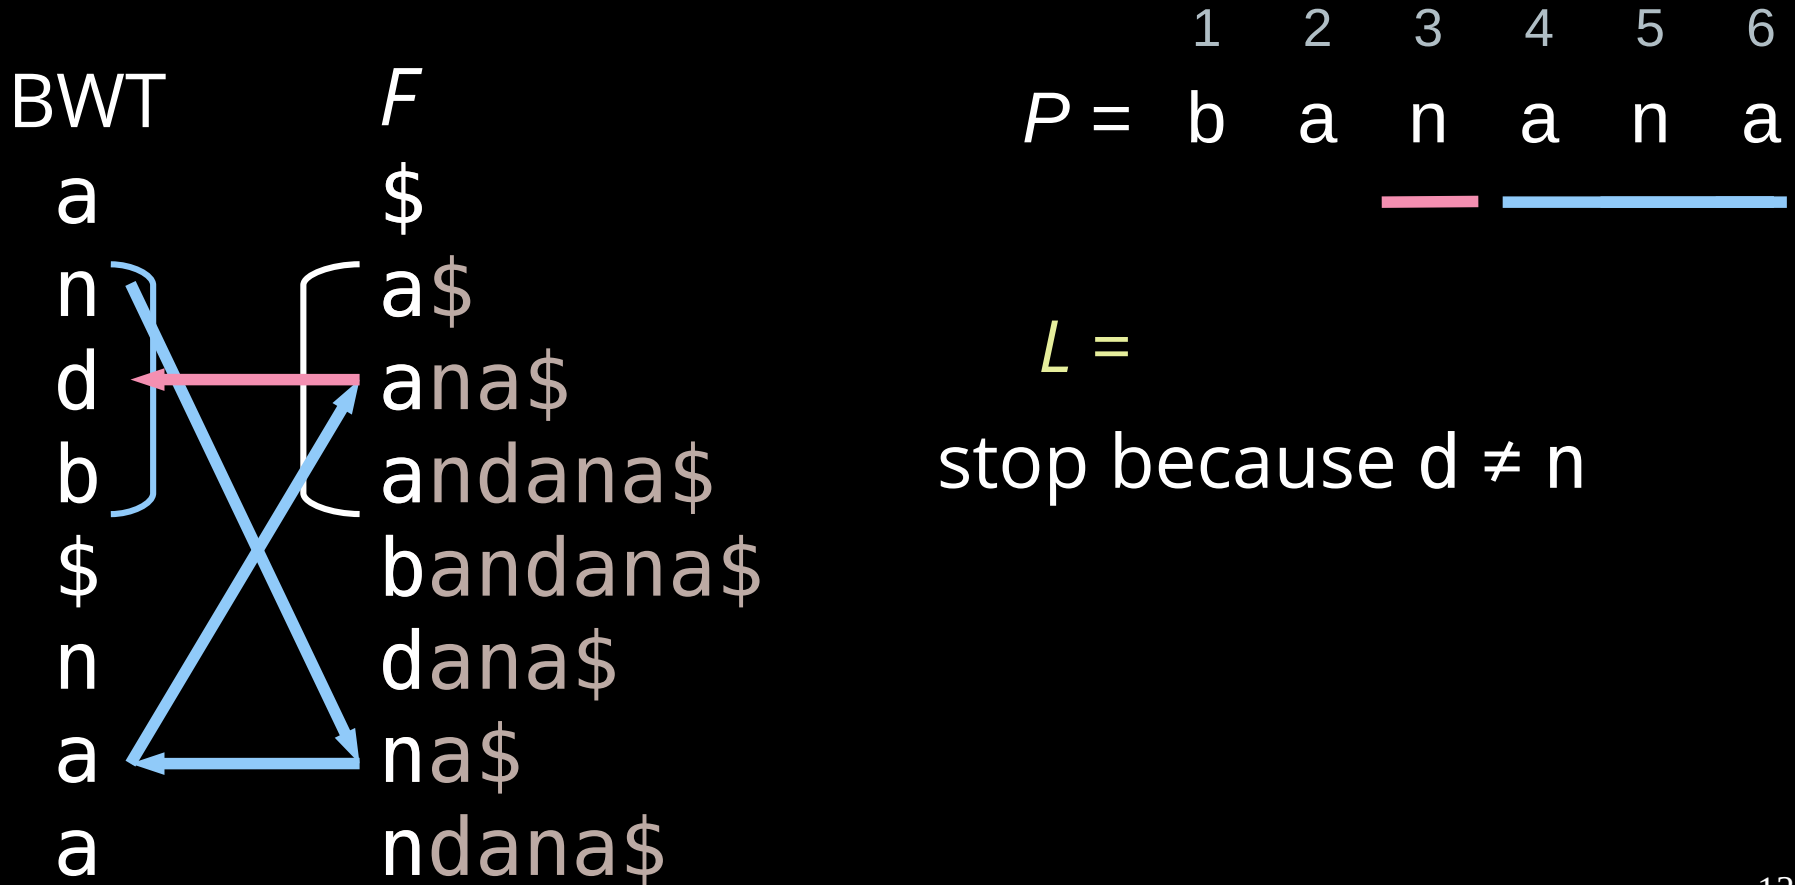 1 2 3 4 5 6
BWT F
P = b a n a n a
a $
n a$
L =
d ana$
stop because d ≠ n
b andana$
$ bandana$
n dana$
a na$
a ndana$